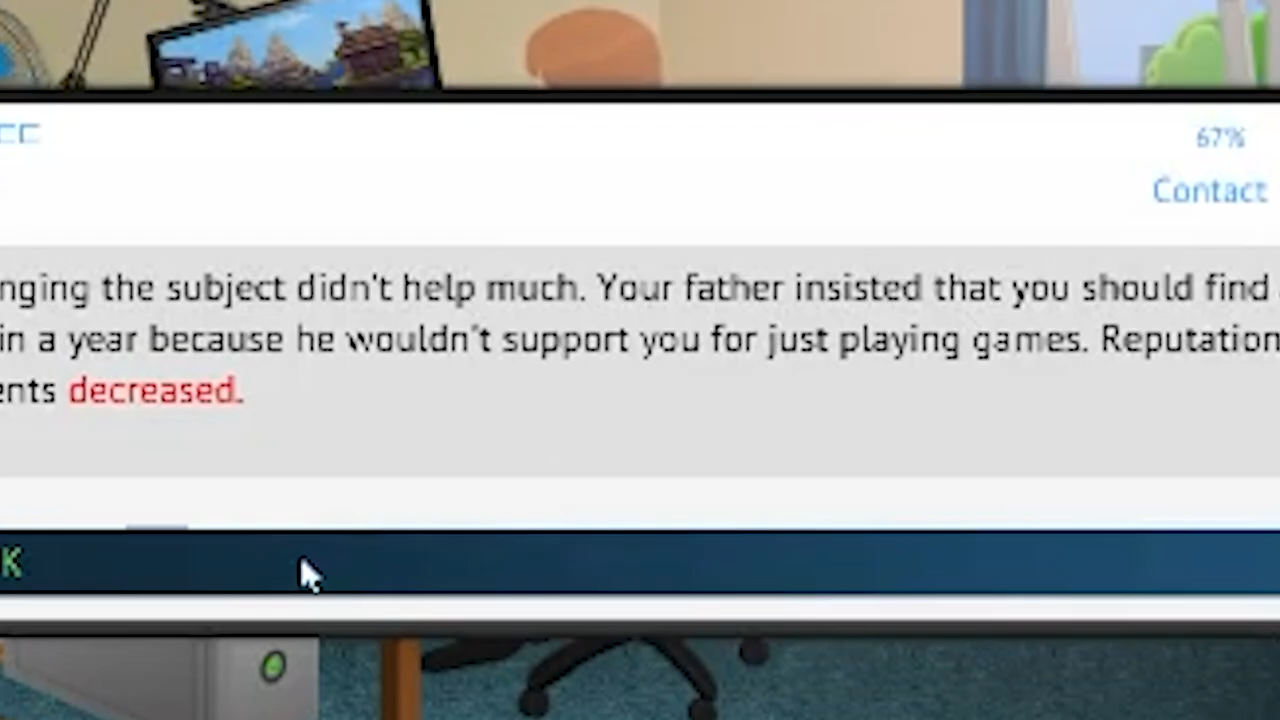 67%
Contact
nging the subject didn't help much. Your father insisted that you should find
in a year because he wouldn't support you for just playing games. Reputation
ents decreased.
K